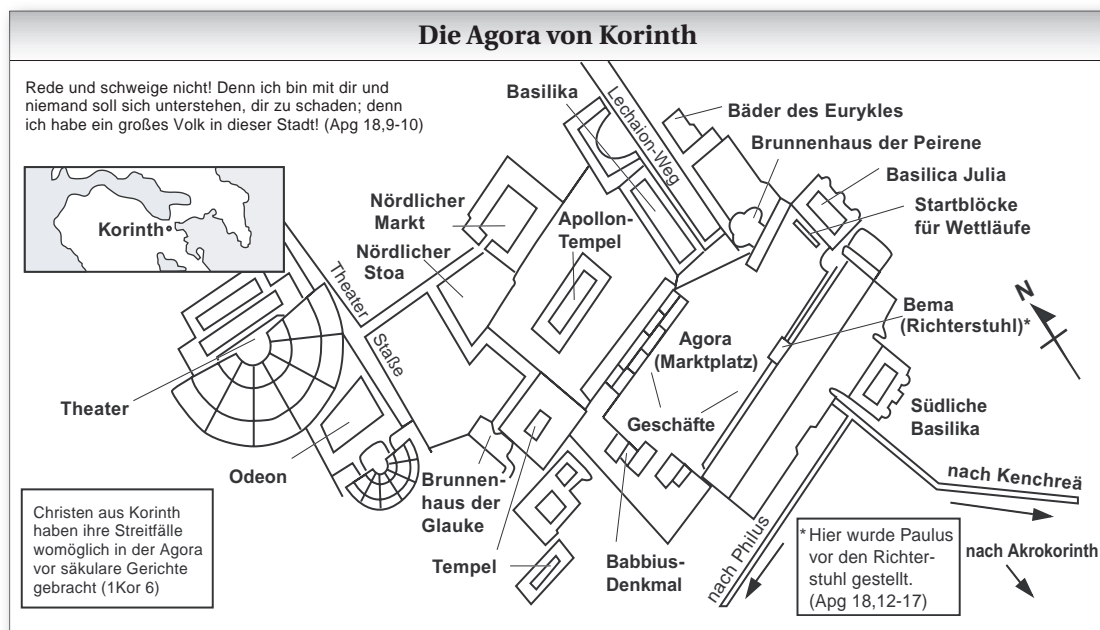 Die Agora von Korinth
Rede und schweige nicht! Denn ich bin mit dir und
niemand soll sich unterstehen, dir zu schaden; denn
ich habe ein großes Volk in dieser Stadt! (Apg 18,9-10)
Korinth
Basilika
Lechaion-Weg
Bäder des Eurykles
Brunnenhaus der Peirene
Basilica Julia
Startblöcke
für Wettläufe
Nördlicher
Markt
Nördlicher
Stoa
Apollon-
Tempel
Theater
Staße
N
Bema
(Richterstuhl)*
Agora
(Marktplatz)
Geschäfte
Theater
Odeon
Südliche
Basilika
Brunnen-
haus der
Glauke
Tempel
Babbius-
Denkmal
nach Kenchreä
nach Philus
nach Akrokorinth
Christen aus Korinth
haben ihre Streitfälle
womöglich in der Agora
vor säkulare Gerichte
gebracht (1Kor 6)
* Hier wurde Paulus
vor den Richter-
stuhl gestellt.
(Apg 18,12-17)